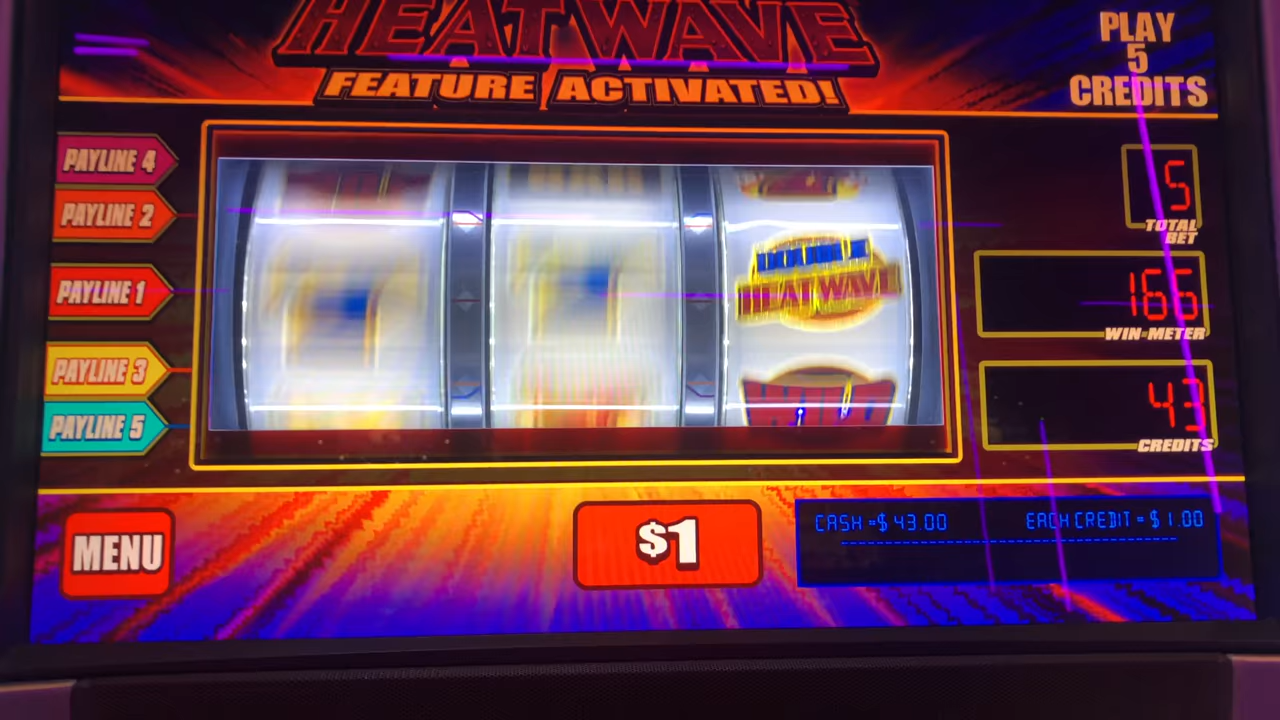 HEATWAVE
FEATURE ACTIVATED!
PLAY
5
CREDITS
PAYLINE 4
PAYLINE 2
PAYLINE 1
PAYLINE 3
PAYLINE 5
DOUBLE
HEATWAVE
5
TOTAL
BET
166
WIN-METER
43
CREDITS
MENU
$1
CASH =$ 43.00
EACH CREDIT = $ 1.00